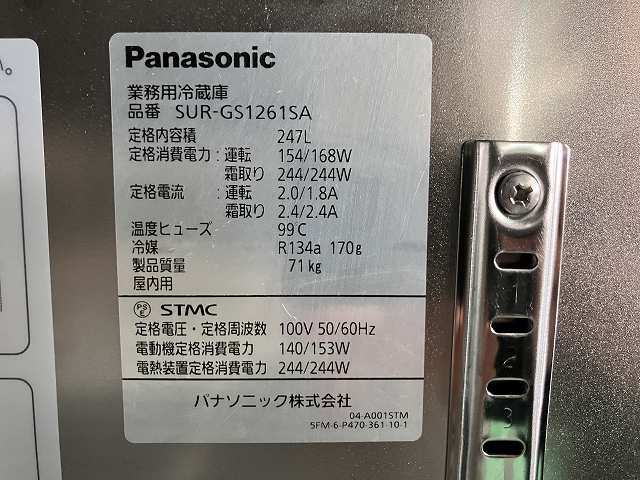 Panasonic
業務用冷蔵庫
品番 SUR-GS1261SA
定格内容積 247L
定格消費電力:運転 154/168W
霜取り 244/244W
定格電流:運転 2.0/1.8A
霜取り 2.4/2.4A
温度ヒューズ 99℃
冷媒 R134a 170g
製品質量 71kg
屋内用
PSE STMC
定格電圧・定格周波数 100V 50/60Hz
電動機定格消費電力 140/153W
電熱装置定格消費電力 244/244W
パナソニック株式会社
04-A001STM
5FM-6-P470-361-10-1
1
2
3